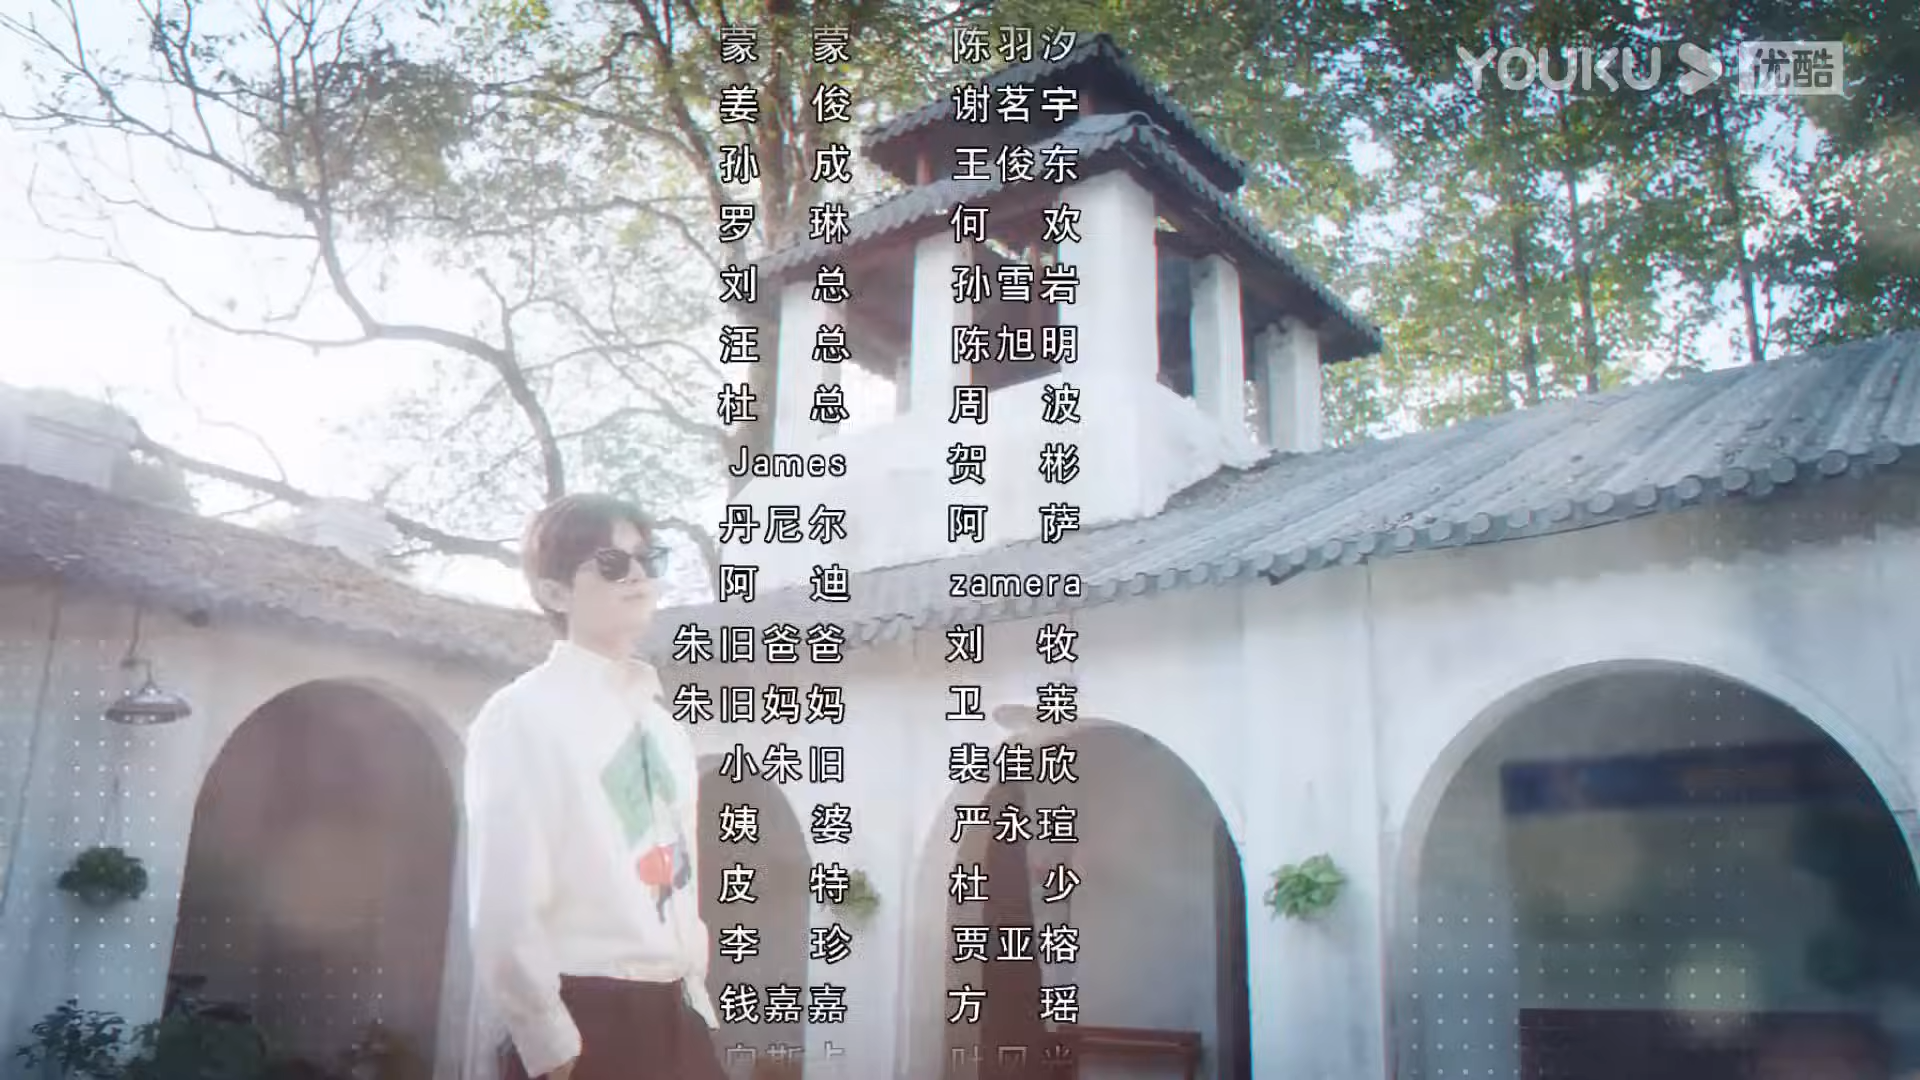 YOUKU 优酷
蒙 蒙 陈羽汐
姜 俊 谢茗宇
孙 成 王俊东
罗 琳 何 欢
刘 总 孙雪岩
汪 总 陈旭明
杜 总 周 波
James 贺 彬
丹尼尔 阿 萨
阿 迪 zamera
朱旧爸爸 刘 牧
朱旧妈妈 卫 莱
小朱旧 裴佳欣
姨 婆 严永瑄
皮 特 杜 少
李 珍 贾亚榕
钱嘉嘉 方 瑶